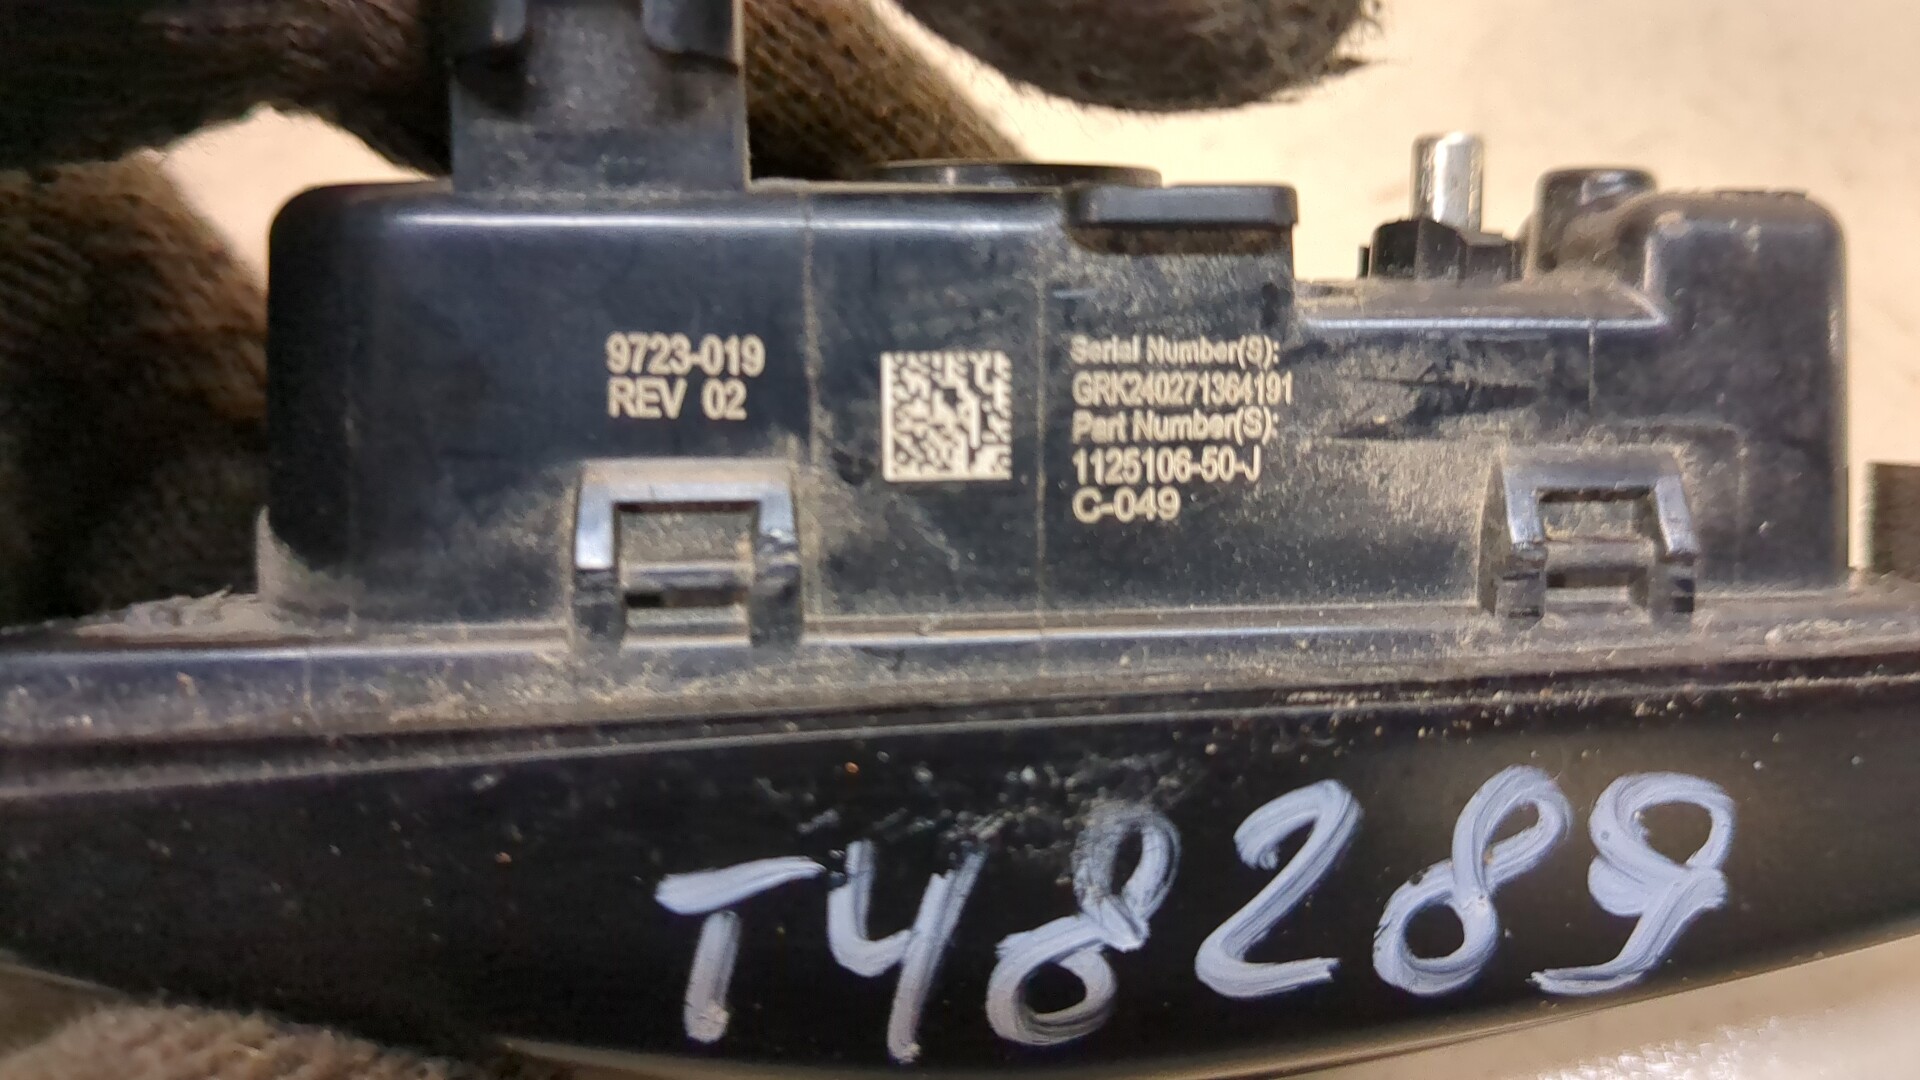 9723-019
REV 02
Serial Number(S):
GRK240271364191
Part Number(S):
1125106-50-J
C-049
T48289